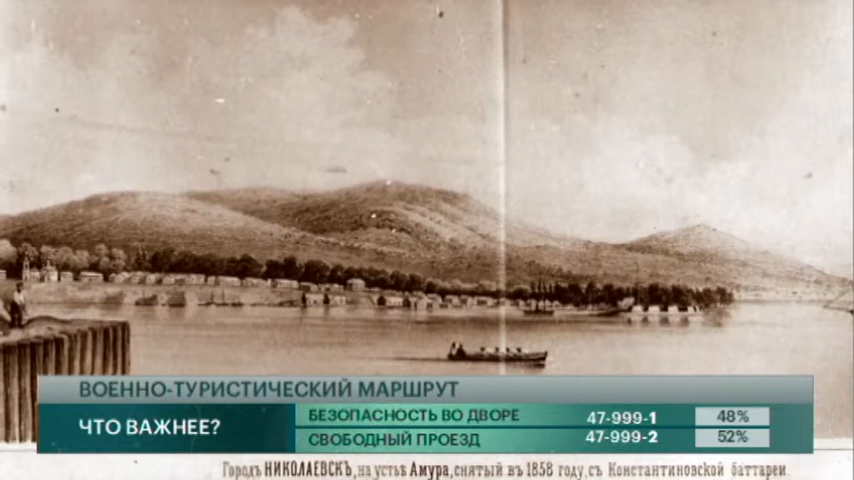 ВОЕННО-ТУРИСТИЧЕСКИЙ МАРШРУТ
ЧТО ВАЖНЕЕ?
БЕЗОПАСНОСТЬ ВО ДВОРЕ 47-999-1 48%
СВОБОДНЫЙ ПРОЕЗД 47-999-2 52%
Городъ НИКОЛАЕВСКЪ, на устьѣ Амура, снятый въ 1858 году, съ Константиновской баттареи.